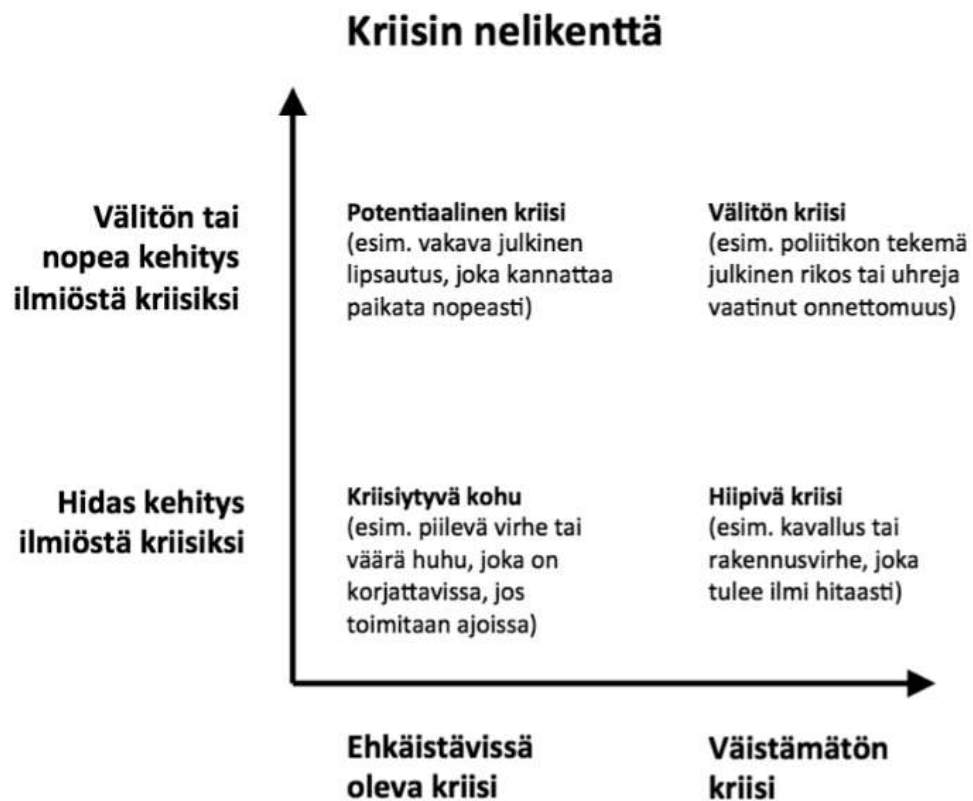 Kriisin nelikenttä
Välitön tai
nopea kehitys
ilmiöstä kriisiksi
Potentiaalinen kriisi
(esim. vakava julkinen
lipsautus, joka kannattaa
paikata nopeasti)
Välitön kriisi
(esim. poliitikon tekemä
julkinen rikos tai uhreja
vaatinut onnettomuus)
Hidas kehitys
ilmiöstä kriisiksi
Kriisiytyvä kohu
(esim. piilevä virhe tai
väärä huhu, joka on
korjattavissa, jos
toimitaan ajoissa)
Hiipivä kriisi
(esim. kavallus tai
rakennusvirhe, joka
tulee ilmi hitaasti)
Ehkäistävissä
oleva kriisi
Väistämätön
kriisi